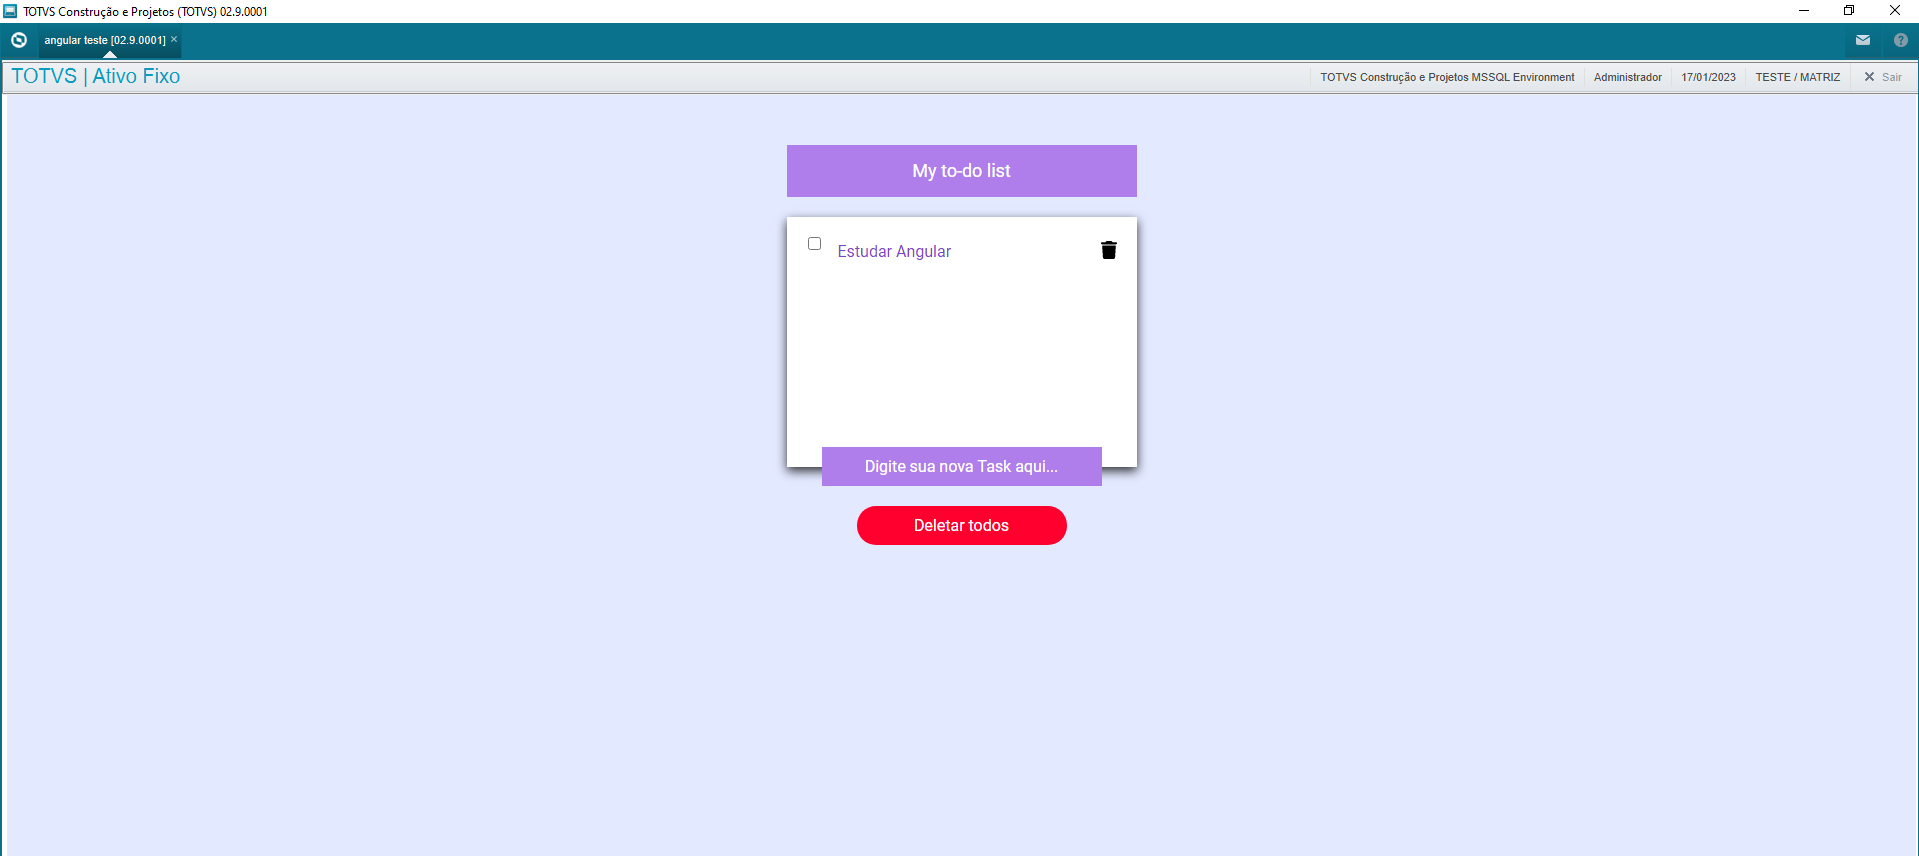 TOTVS Construção e Projetos (TOTVS) 02.9.0001
angular teste [02.9.0001]
TOTVS | Ativo Fixo
TOTVS Construção e Projetos MSSQL Environment Administrador 17/01/2023 TESTE / MATRIZ Sair
My to-do list
Estudar Angular
Digite sua nova Task aqui...
Deletar todos